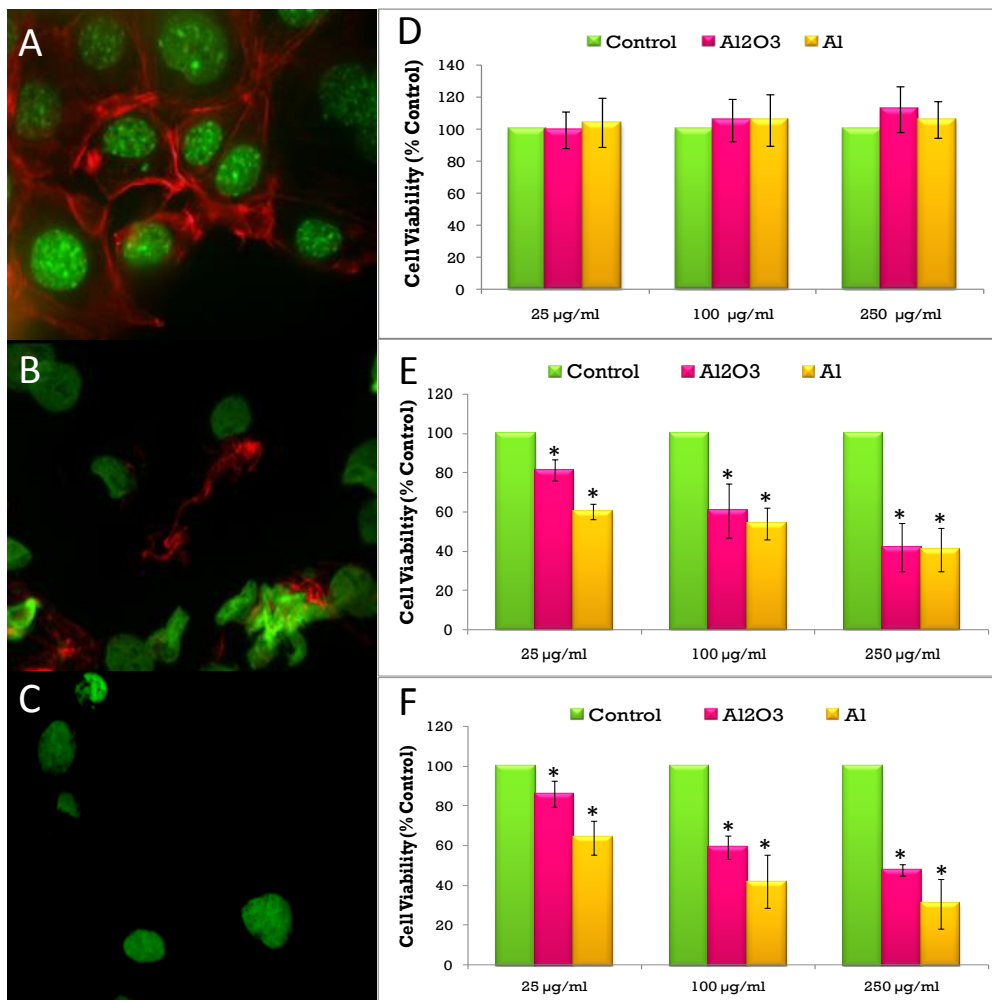 A
B
C
D
Control Al2O3 Al
Cell Viability (% Control)
140
120
100
80
60
40
20
0
25 µg/ml 100 µg/ml 250 µg/ml
E
Control Al2O3 Al
Cell Viabiltiy (% Control)
120
100
80
60
40
20
0
* * * * * *
25 µg/ml 100 µg/ml 250 µg/ml
F
Control Al2O3 Al
Cell Viability (% Control)
120
100
80
60
40
20
0
* * * * * *
25 µg/ml 100 µg/ml 250 µg/ml